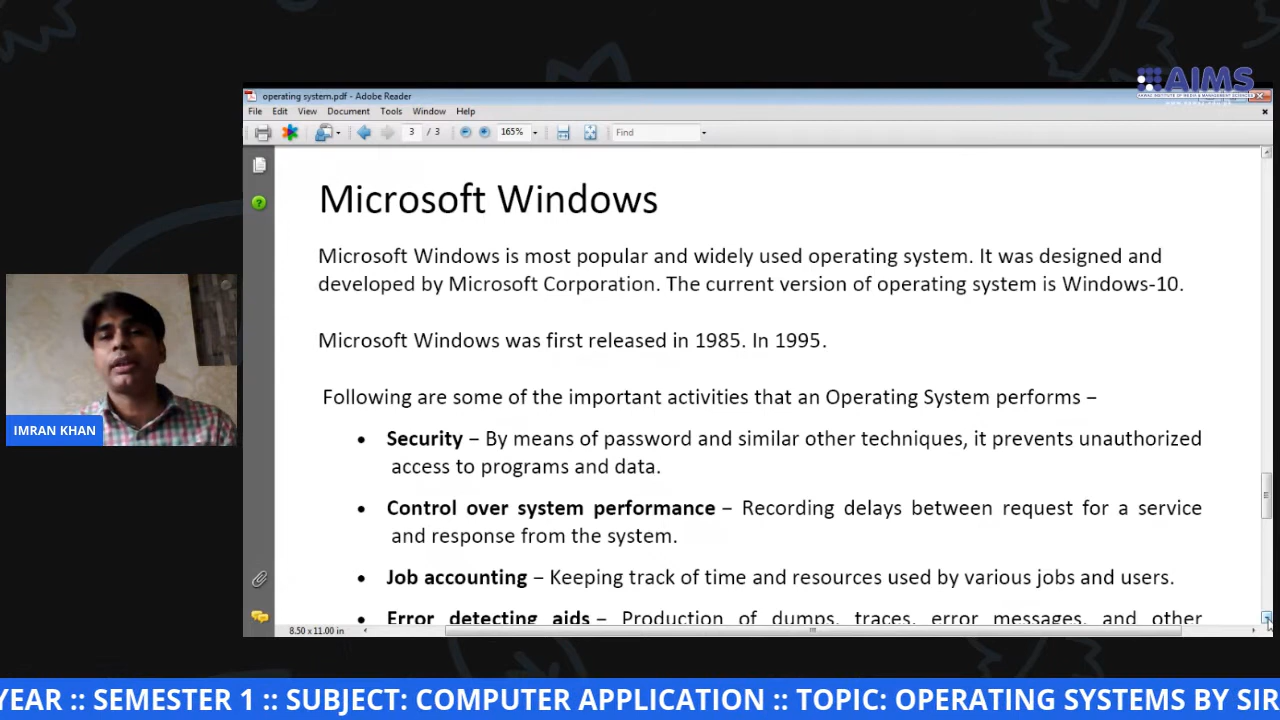 AIMS
operating system.pdf - Adobe Reader
File Edit View Document Tools Window Help
3 / 3 165% Find
Microsoft Windows
Microsoft Windows is most popular and widely used operating system. It was designed and
developed by Microsoft Corporation. The current version of operating system is Windows-10.
Microsoft Windows was first released in 1985. In 1995.
Following are some of the important activities that an Operating System performs −
• Security − By means of password and similar other techniques, it prevents unauthorized
access to programs and data.
• Control over system performance − Recording delays between request for a service
and response from the system.
• Job accounting − Keeping track of time and resources used by various jobs and users.
• Error detecting aids − Production of dumps, traces, error messages, and other
8.50 x 11.00 in
IMRAN KHAN
YEAR :: SEMESTER 1 :: SUBJECT: COMPUTER APPLICATION :: TOPIC: OPERATING SYSTEMS BY SIR